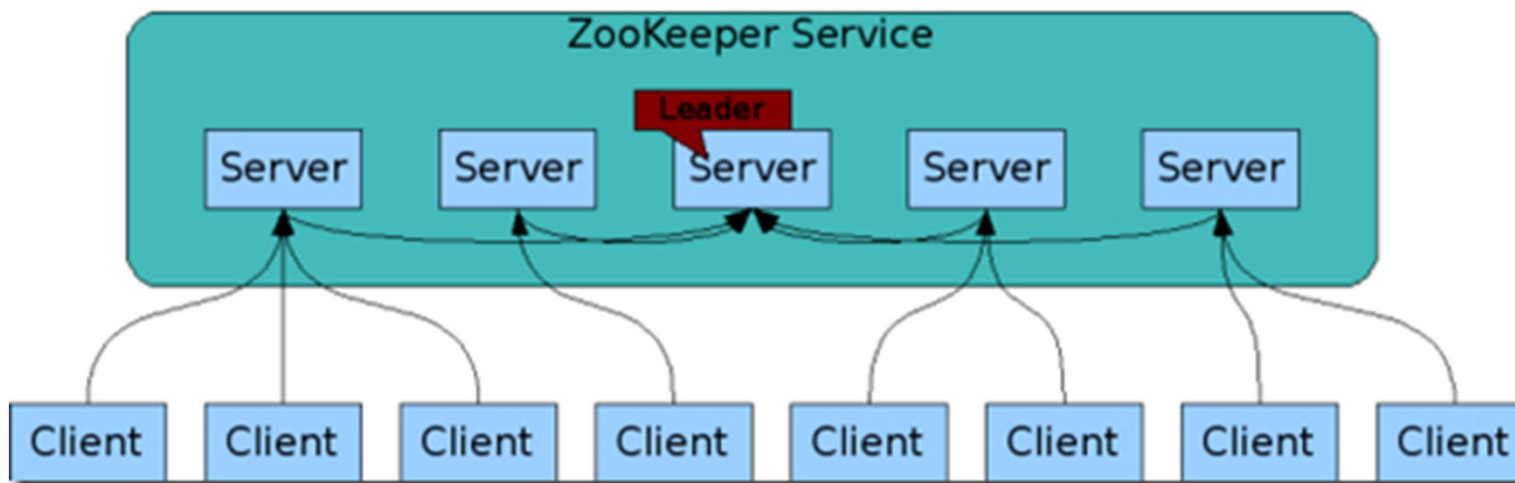 ZooKeeper Service
Leader
Server Server Server Server Server
Client Client Client Client Client Client Client Client